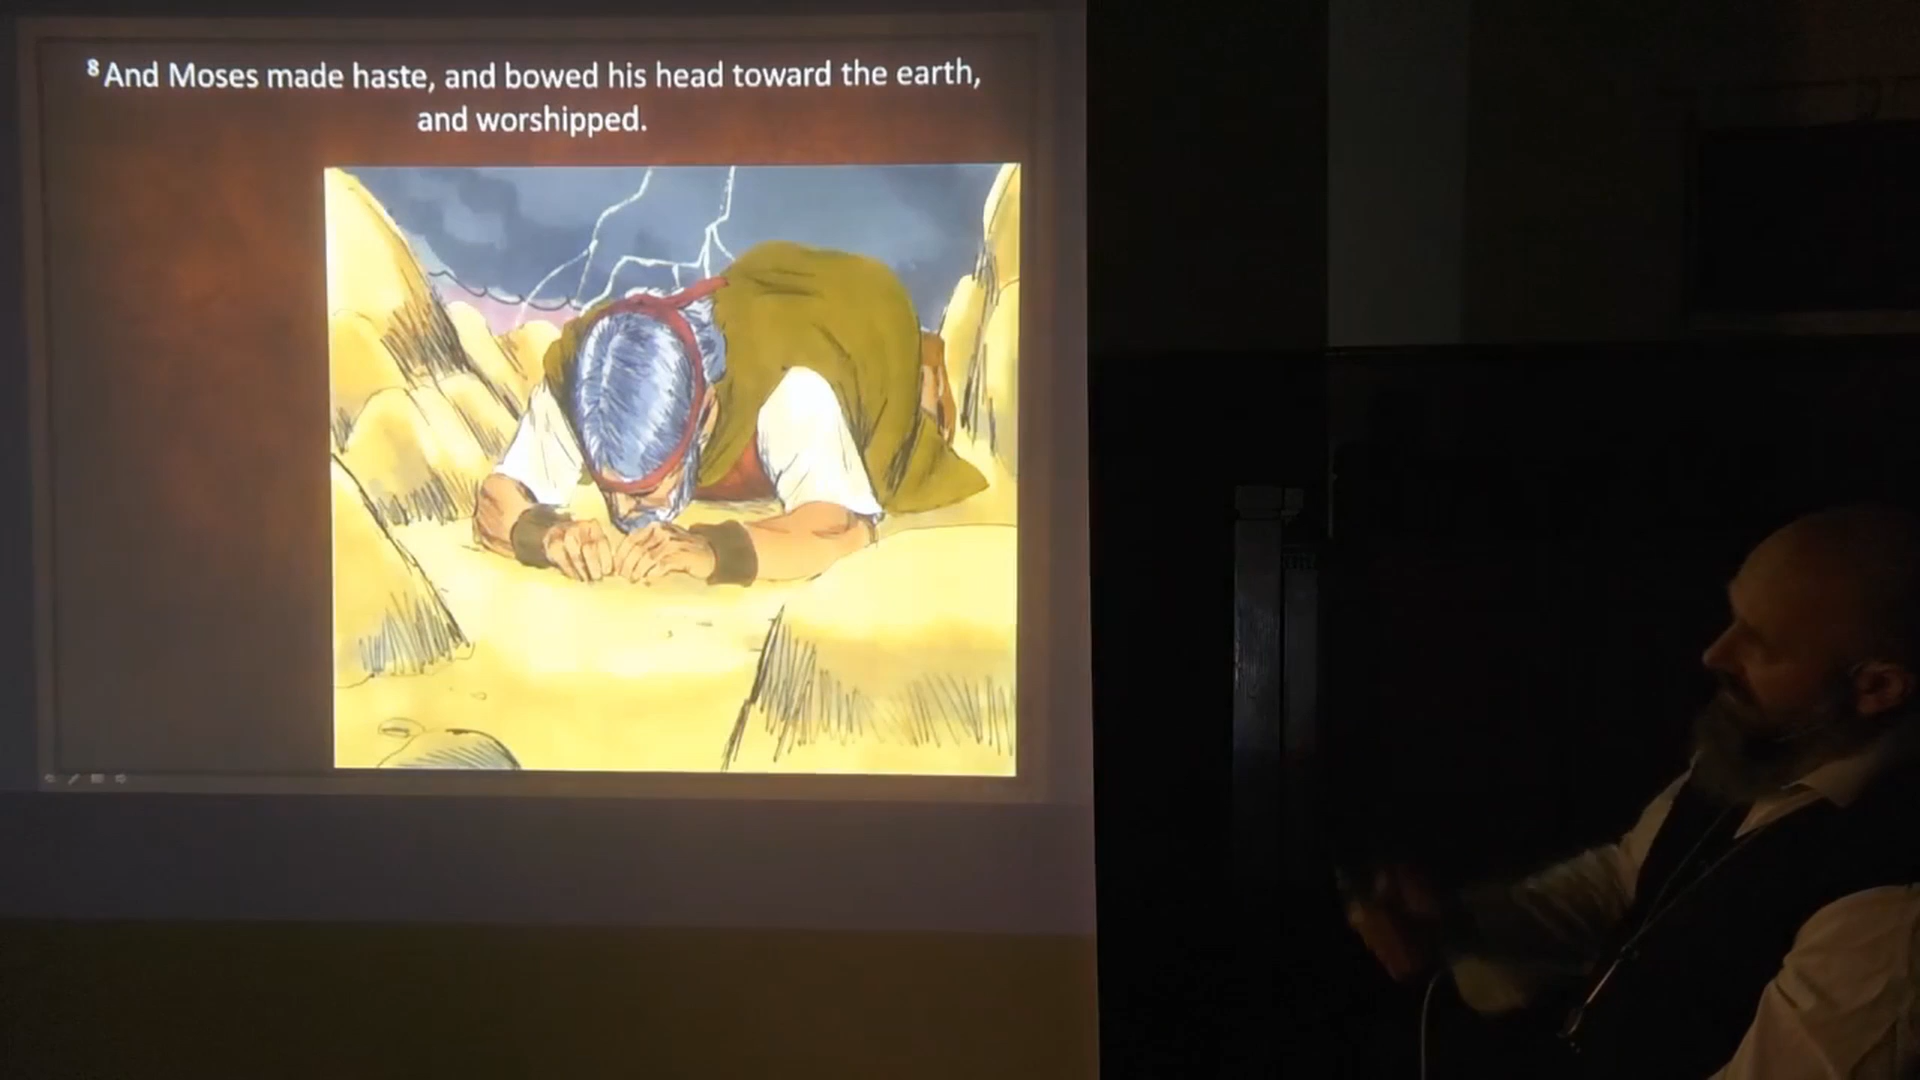 ⁸And Moses made haste, and bowed his head toward the earth,
and worshipped.